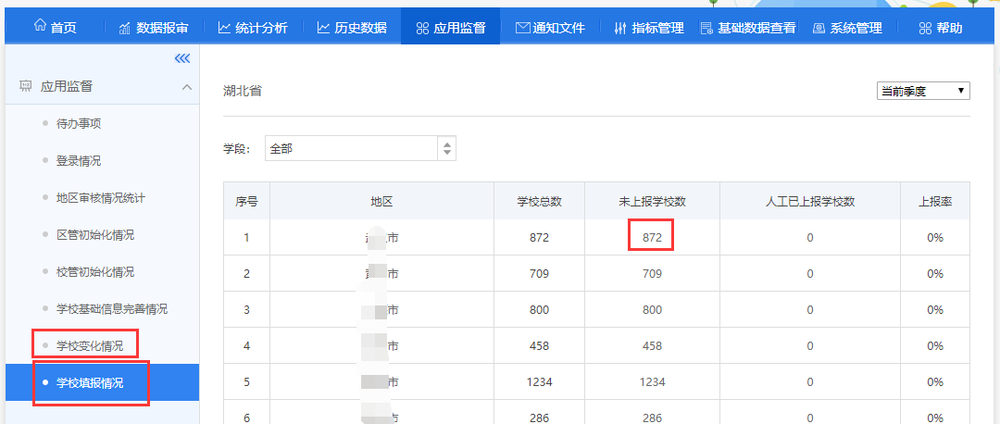 首页 数据报审 统计分析 历史数据 应用监督 通知文件 指标管理 基础数据查看 系统管理 帮助
应用监督
待办事项
登录情况
地区审核情况统计
区管初始化情况
校管初始化情况
学校基础信息完善情况
学校变化情况
学校填报情况
湖北省 当前季度
学段： 全部
序号 地区 学校总数 未上报学校数 人工已上报学校数 上报率
1 市 872 872 0 0%
2 市 709 709 0 0%
3 市 800 800 0 0%
4 市 458 458 0 0%
5 市 1234 1234 0 0%
6 市 286 286 0 0%